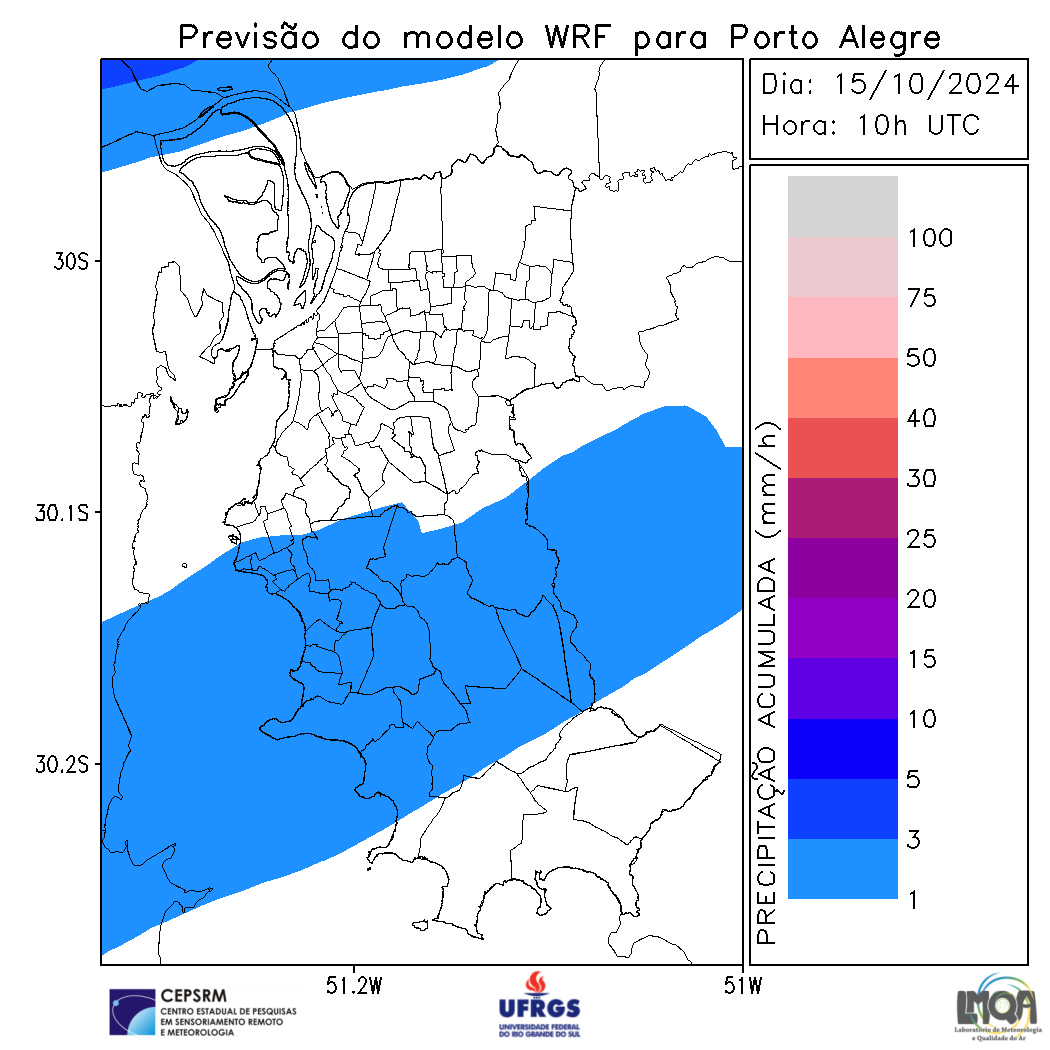 Previsão do modelo WRF para Porto Alegre
Dia: 15/10/2024
Hora: 10h UTC
30S
30.1S
30.2S
51.2W
51W
PRECIPITAÇÃO ACUMULADA (mm/h)
100
75
50
40
30
25
20
15
10
5
3
1
CEPSRM
CENTRO ESTADUAL DE PESQUISAS
EM SENSORIAMENTO REMOTO
E METEOROLOGIA
UFRGS
UNIVERSIDADE FEDERAL
DO RIO GRANDE DO SUL
LMQA
Laboratório de Meteorologia
e Qualidade do Ar